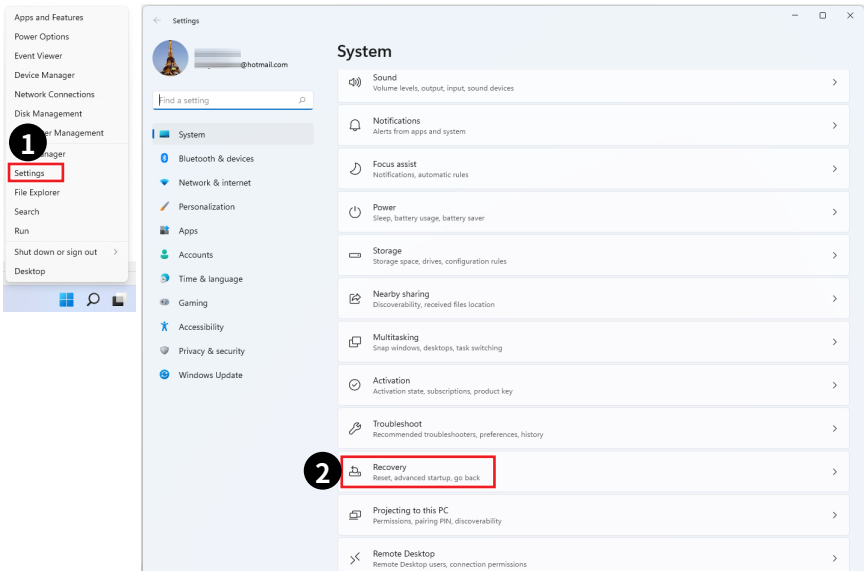 Apps and Features
Power Options
Event Viewer
Device Manager
Network Connections
Disk Management
Management
1
Settings
File Explorer
Search
Run
Shut down or sign out
Desktop
Settings
@hotmail.com
Find a setting
System
Bluetooth & devices
Network & internet
Personalization
Apps
Accounts
Time & language
Gaming
Accessibility
Privacy & security
Windows Update
System
Sound
Volume levels, output, input, sound devices
Notifications
Alerts from apps and system
Focus assist
Notifications, automatic rules
Power
Sleep, battery usage, battery saver
Storage
Storage space, drives, configuration rules
Nearby sharing
Discoverability, received files location
Multitasking
Snap windows, desktops, task switching
Activation
Activation state, subscriptions, product key
Troubleshoot
Recommended troubleshooters, preferences, history
2
Recovery
Reset, advanced startup, go back
Projecting to this PC
Permissions, pairing PIN, discoverability
Remote Desktop
Remote Desktop users, connection permissions